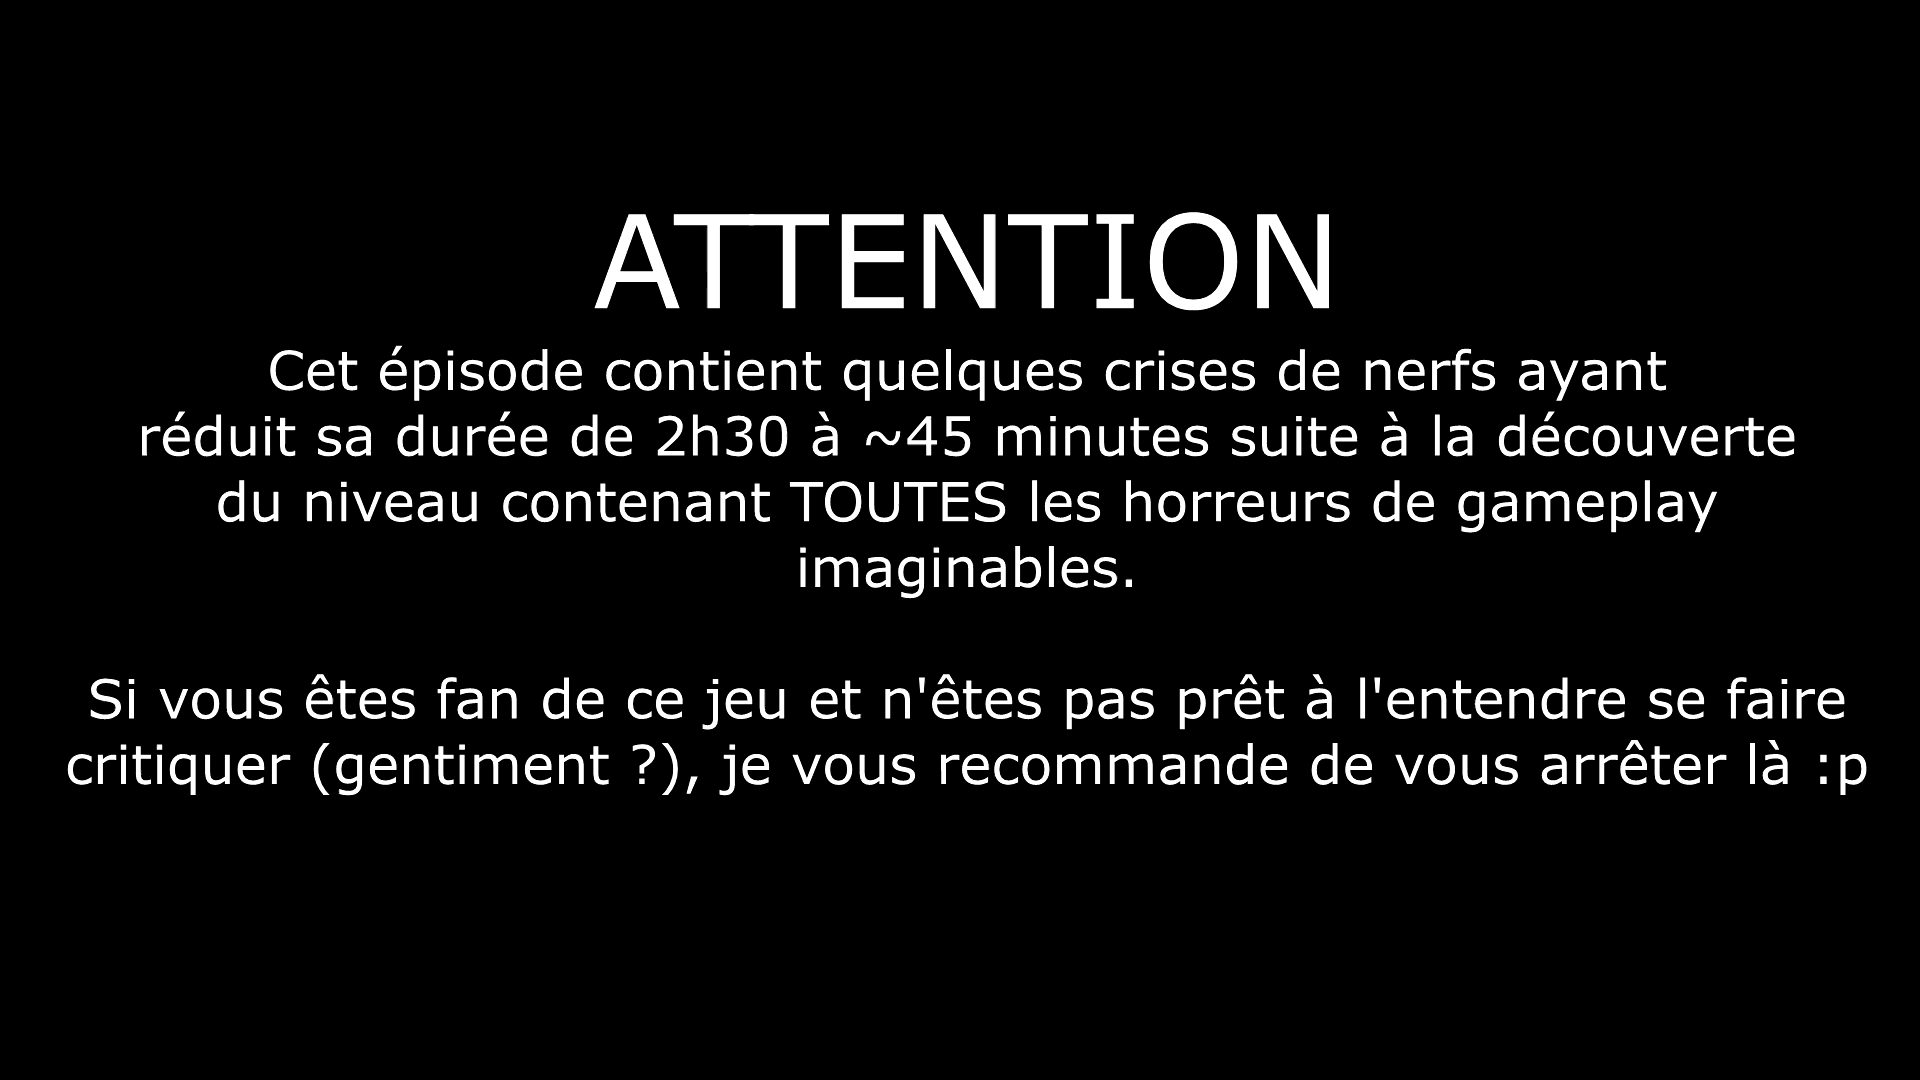 ATTENTION
Cet épisode contient quelques crises de nerfs ayant
réduit sa durée de 2h30 à ~45 minutes suite à la découverte
du niveau contenant TOUTES les horreurs de gameplay
imaginables.
Si vous êtes fan de ce jeu et n'êtes pas prêt à l'entendre se faire
critiquer (gentiment ?), je vous recommande de vous arrêter là :p